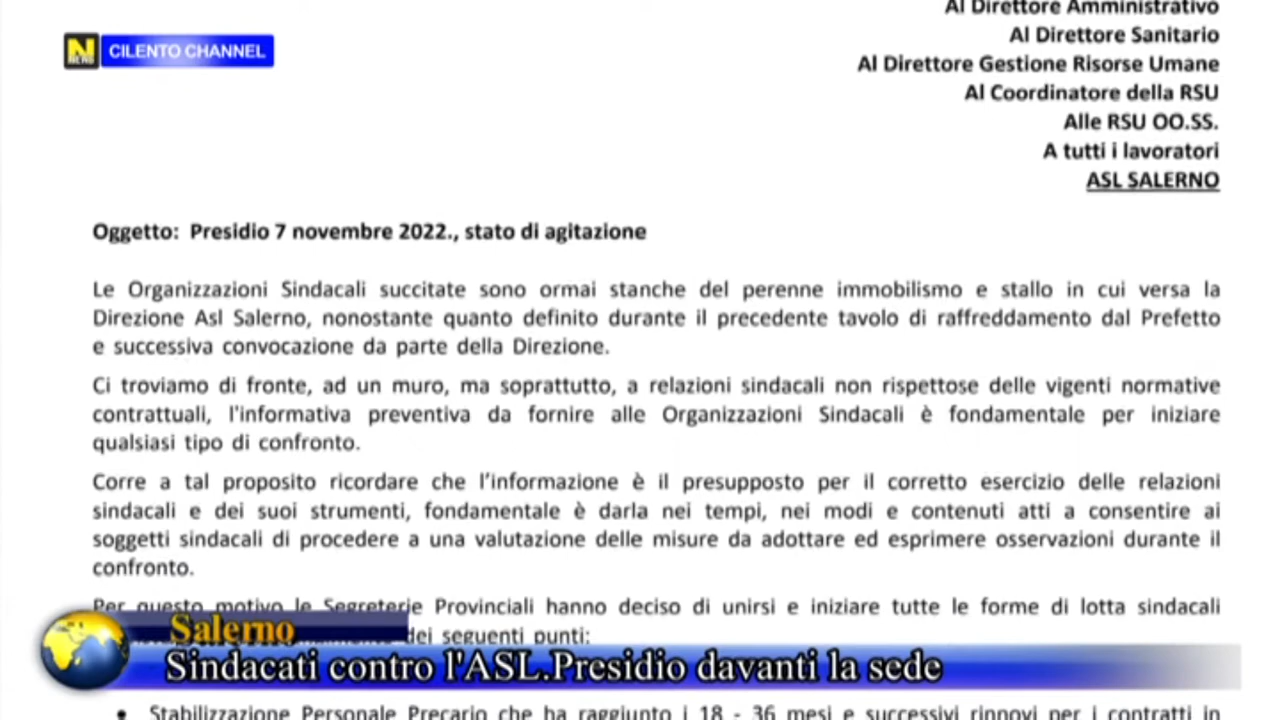 Al Direttore Amministrativo
N
NEWS
CILENTO CHANNEL
Al Direttore Sanitario
Al Direttore Gestione Risorse Umane
Al Coordinatore della RSU
Alle RSU OO.SS.
A tutti i lavoratori
ASL SALERNO
Oggetto: Presidio 7 novembre 2022., stato di agitazione
Le Organizzazioni Sindacali succitate sono ormai stanche del perenne immobilismo e stallo in cui versa la
Direzione Asl Salerno, nonostante quanto definito durante il precedente tavolo di raffreddamento dal Prefetto
e successiva convocazione da parte della Direzione.
Ci troviamo di fronte, ad un muro, ma soprattutto, a relazioni sindacali non rispettose delle vigenti normative
contrattuali, l'informativa preventiva da fornire alle Organizzazioni Sindacali è fondamentale per iniziare
qualsiasi tipo di confronto.
Corre a tal proposito ricordare che l'informazione è il presupposto per il corretto esercizio delle relazioni
sindacali e dei suoi strumenti, fondamentale è darla nei tempi, nei modi e contenuti atti a consentire ai
soggetti sindacali di procedere a una valutazione delle misure da adottare ed esprimere osservazioni durante il
confronto.
Per questo motivo le Segreterie Provinciali hanno deciso di unirsi e iniziare tutte le forme di lotta sindacali
dei seguenti punti:
Salerno
Sindacati contro l'ASL.Presidio davanti la sede
• Stabilizzazione Personale Precario che ha raggiunto i 18 - 36 mesi e successivi rinnovi per i contratti in